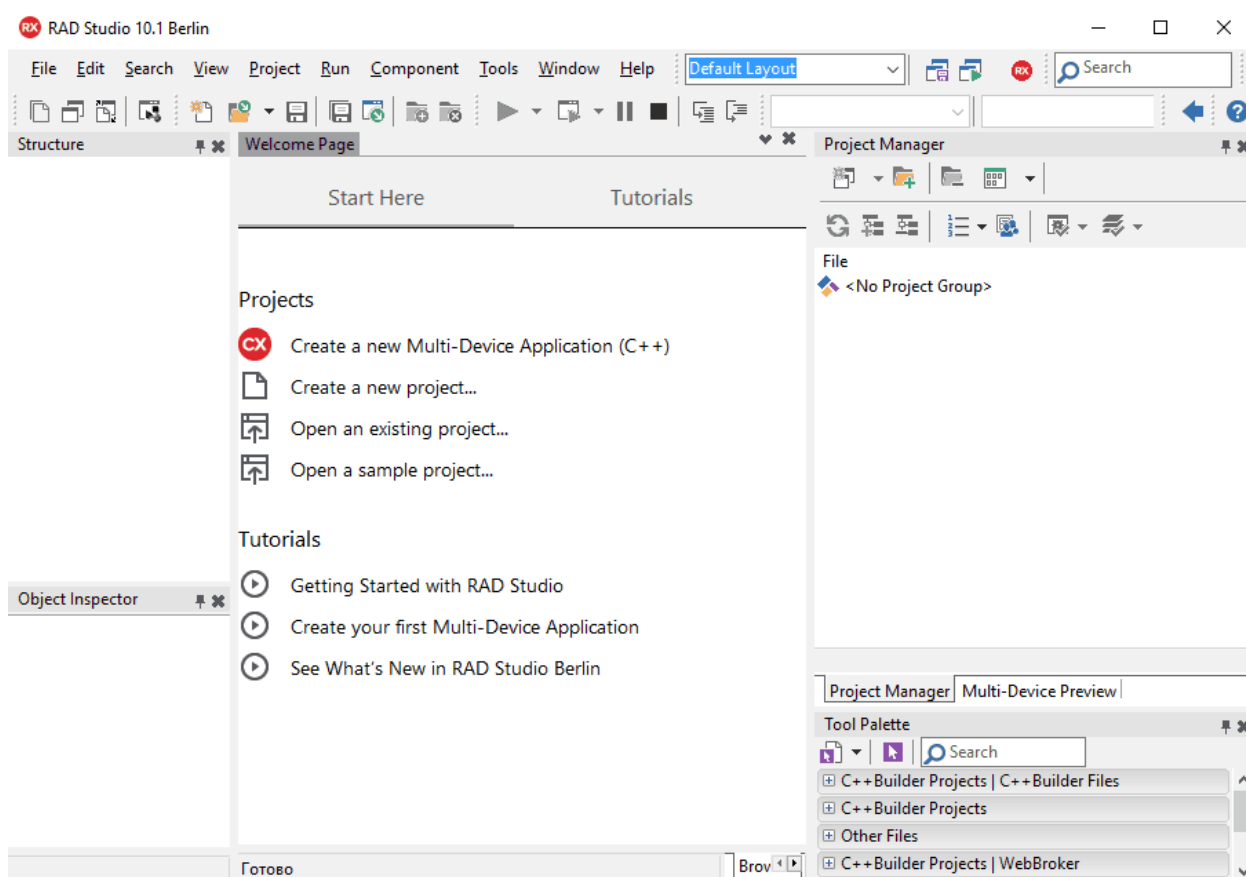 RX RAD Studio 10.1 Berlin
File Edit Search View Project Run Component Tools Window Help Default Layout RX Search
Structure
Welcome Page
Project Manager
Start Here Tutorials
File
<No Project Group>
Projects
CX Create a new Multi-Device Application (C++)
Create a new project...
Open an existing project...
Open a sample project...
Tutorials
Getting Started with RAD Studio
Create your first Multi-Device Application
See What's New in RAD Studio Berlin
Object Inspector
Project Manager Multi-Device Preview
Tool Palette
Search
C++Builder Projects | C++Builder Files
C++Builder Projects
Other Files
C++Builder Projects | WebBroker
Готово
Brov